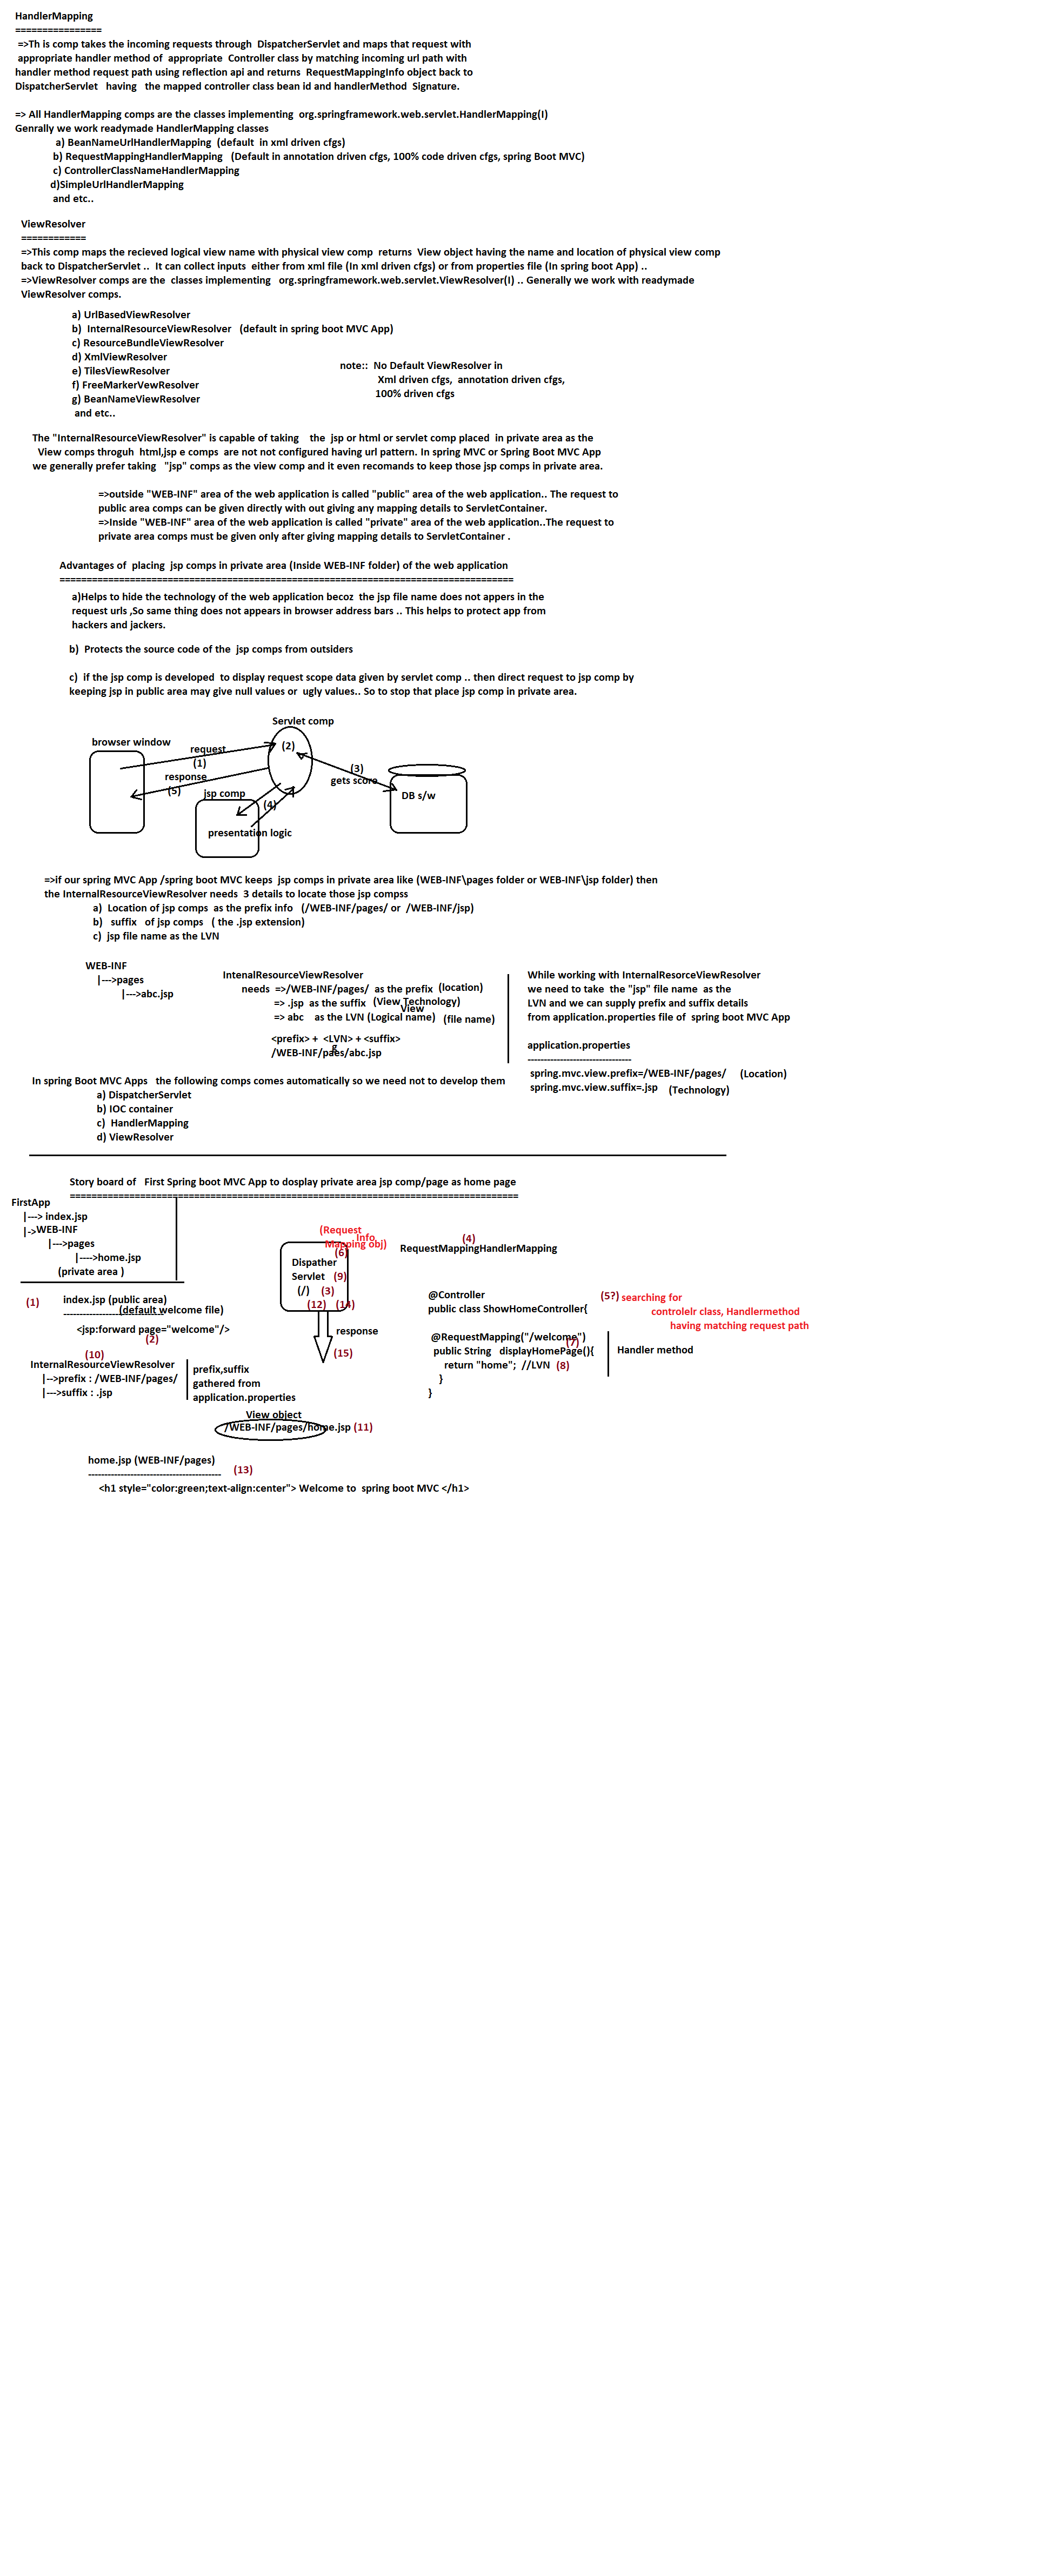 HandlerMapping
================
=>Th is comp takes the incoming requests through DispatcherServlet and maps that request with
appropriate handler method of appropriate Controller class by matching incoming url path with
handler method request path using reflection api and returns RequestMappingInfo object back to
DispatcherServlet having the mapped controller class bean id and handlerMethod Signature.
=> All HandlerMapping comps are the classes implementing org.springframework.web.servlet.HandlerMapping(I)
Genrally we work readymade HandlerMapping classes
a) BeanNameUrlHandlerMapping (default in xml driven cfgs)
b) RequestMappingHandlerMapping (Default in annotation driven cfgs, 100% code driven cfgs, spring Boot MVC)
c) ControllerClassNameHandlerMapping
d)SimpleUrlHandlerMapping
and etc..
ViewResolver
============
=>This comp maps the recieved logical view name with physical view comp returns View object having the name and location of physical view comp
back to DispatcherServlet .. It can collect inputs either from xml file (In xml driven cfgs) or from properties file (In spring boot App) ..
=>ViewResolver comps are the classes implementing org.springframework.web.servlet.ViewResolver(I) .. Generally we work with readymade
ViewResolver comps.
a) UrlBasedViewResolver
b) InternalResourceViewResolver (default in spring boot MVC App)
c) ResourceBundleViewResolver
d) XmlViewResolver
e) TilesViewResolver
f) FreeMarkerVewResolver
g) BeanNameViewResolver
and etc..
note:: No Default ViewResolver in
Xml driven cfgs, annotation driven cfgs,
100% driven cfgs
The "InternalResourceViewResolver" is capable of taking the jsp or html or servlet comp placed in private area as the
View comps throguh html,jsp e comps are not not configured having url pattern. In spring MVC or Spring Boot MVC App
we generally prefer taking "jsp" comps as the view comp and it even recomands to keep those jsp comps in private area.
=>outside "WEB-INF" area of the web application is called "public" area of the web application.. The request to
public area comps can be given directly with out giving any mapping details to ServletContainer.
=>Inside "WEB-INF" area of the web application is called "private" area of the web application..The request to
private area comps must be given only after giving mapping details to ServletContainer .
Advantages of placing jsp comps in private area (Inside WEB-INF folder) of the web application
====================================================================================
a)Helps to hide the technology of the web application becoz the jsp file name does not appers in the
request urls ,So same thing does not appears in browser address bars .. This helps to protect app from
hackers and jackers.
b) Protects the source code of the jsp comps from outsiders
c) if the jsp comp is developed to display request scope data given by servlet comp .. then direct request to jsp comp by
keeping jsp in public area may give null values or ugly values.. So to stop that place jsp comp in private area.
Servlet comp
browser window
request
(1)
(2)
(3)
gets score
response
(5)
jsp comp
(4)
DB s/w
presentation logic
=>if our spring MVC App /spring boot MVC keeps jsp comps in private area like (WEB-INF\pages folder or WEB-INF\jsp folder) then
the InternalResourceViewResolver needs 3 details to locate those jsp compss
a) Location of jsp comps as the prefix info (/WEB-INF/pages/ or /WEB-INF/jsp)
b) suffix of jsp comps ( the .jsp extension)
c) jsp file name as the LVN
WEB-INF
|--->pages
|--->abc.jsp
IntenalResourceViewResolver
needs =>/WEB-INF/pages/ as the prefix (location)
=> .jsp as the suffix (View Technology)
View
=> abc as the LVN (Logical name) (file name)
<prefix> + <LVN> + <suffix>
g
/WEB-INF/paes/abc.jsp
While working with InternalResorceViewResolver
we need to take the "jsp" file name as the
LVN and we can supply prefix and suffix details
from application.properties file of spring boot MVC App
application.properties
--------------------------------
spring.mvc.view.prefix=/WEB-INF/pages/ (Location)
spring.mvc.view.suffix=.jsp (Technology)
In spring Boot MVC Apps the following comps comes automatically so we need not to develop them
a) DispatcherServlet
b) IOC container
c) HandlerMapping
d) ViewResolver
Story board of First Spring boot MVC App to dosplay private area jsp comp/page as home page
===================================================================================
FirstApp
|---> index.jsp
|->WEB-INF
|--->pages
|---->home.jsp
(private area )
(Request
Info
Mapping obj)
(6)
Dispather
Servlet (9)
(/) (3)
(12) (14)
response
(15)
(4)
RequestMappingHandlerMapping
(5?) searching for
controlelr class, Handlermethod
having matching request path
@Controller
public class ShowHomeController{
@RequestMapping("/welcome")
(7)
public String displayHomePage(){
return "home"; //LVN (8)
}
}
Handler method
(1)
index.jsp (public area)
-------------------------------
(default welcome file)
<jsp:forward page="welcome"/>
(2)
(10)
InternalResourceViewResolver
|-->prefix : /WEB-INF/pages/
|--->suffix : .jsp
prefix,suffix
gathered from
application.properties
View object
/WEB-INF/pages/home.jsp (11)
home.jsp (WEB-INF/pages)
-----------------------------------------
(13)
<h1 style="color:green;text-align:center"> Welcome to spring boot MVC </h1>